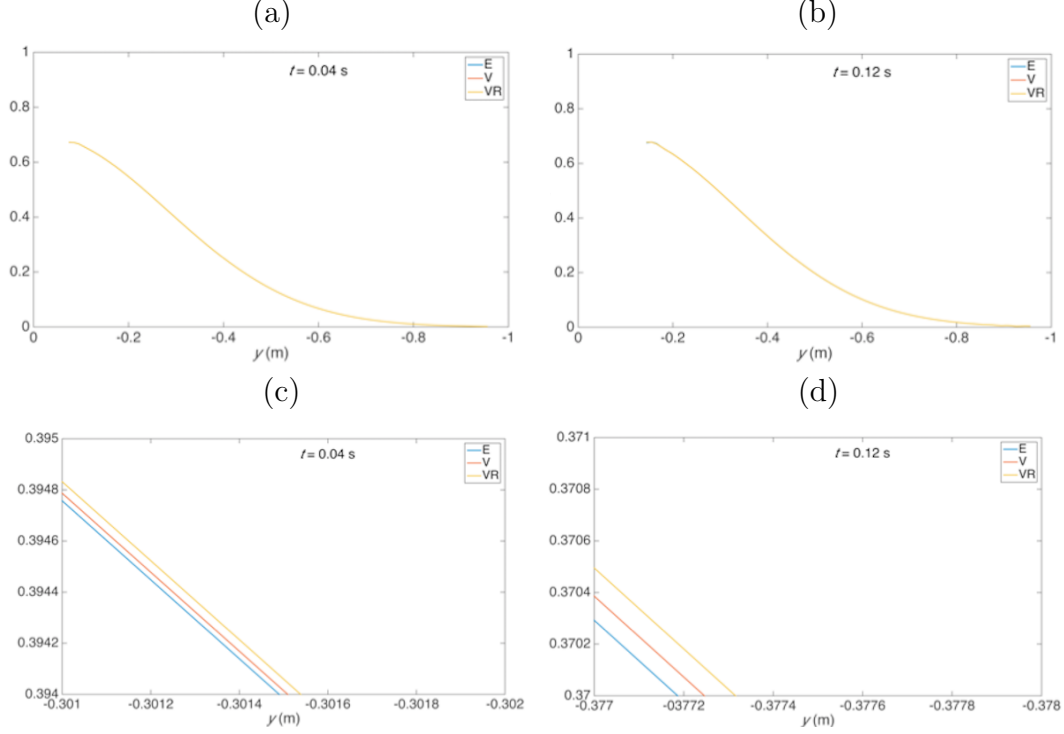 (a)
1
0.8
0.6
0.4
0.2
0
t = 0.04 s
E
V
VR
0 -0.2 -0.4 -0.6 -0.8 -1
y (m)
(b)
1
0.8
0.6
0.4
0.2
0
t = 0.12 s
E
V
VR
-0.2 -0.4 -0.6 -0.8 -1
y (m)
(c)
0.395
0.3948
0.3946
0.3944
0.3942
0.394
t = 0.04 s
E
V
VR
-0.301 -0.3012 -0.3014 -0.3016 -0.3018 -0.302
y (m)
(d)
0.371
0.3708
0.3706
0.3704
0.3702
0.37
t = 0.12 s
E
V
VR
-0.377 -03772 -0.3774 -0.3776 -0.3778 -0.378
y (m)